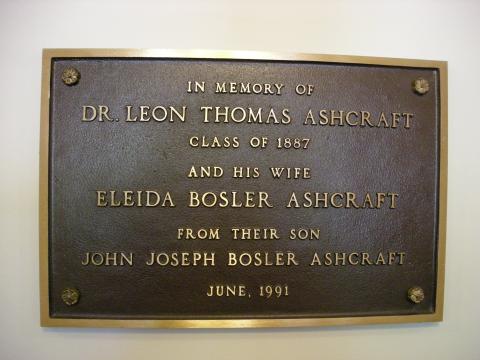 IN MEMORY OF
DR. LEON THOMAS ASHCRAFT
CLASS OF 1887
AND HIS WIFE
ELEIDA BOSLER ASHCRAFT
FROM THEIR SON
JOHN JOSEPH BOSLER ASHCRAFT.
JUNE, 1991